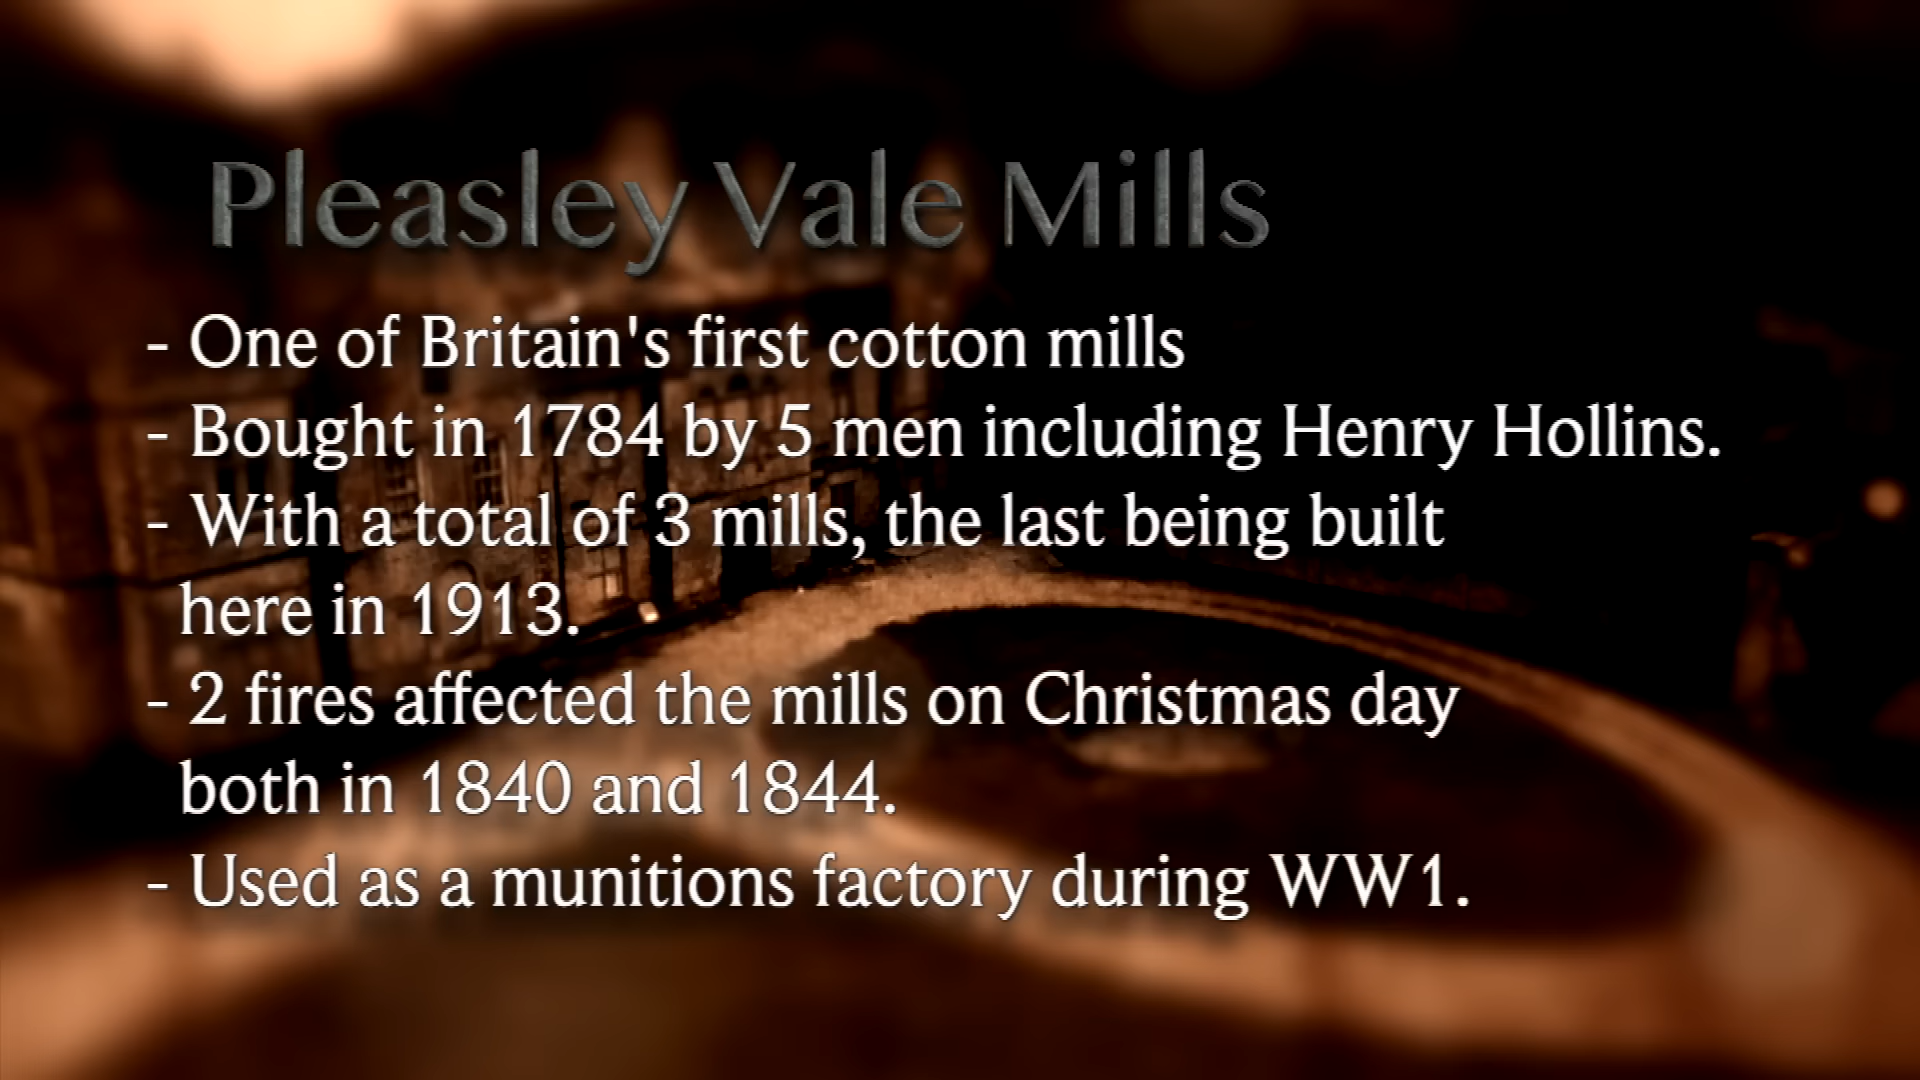 Pleasley Vale Mills
- One of Britain's first cotton mills
- Bought in 1784 by 5 men including Henry Hollins.
- With a total of 3 mills, the last being built
here in 1913.
- 2 fires affected the mills on Christmas day
both in 1840 and 1844.
- Used as a munitions factory during WW1.